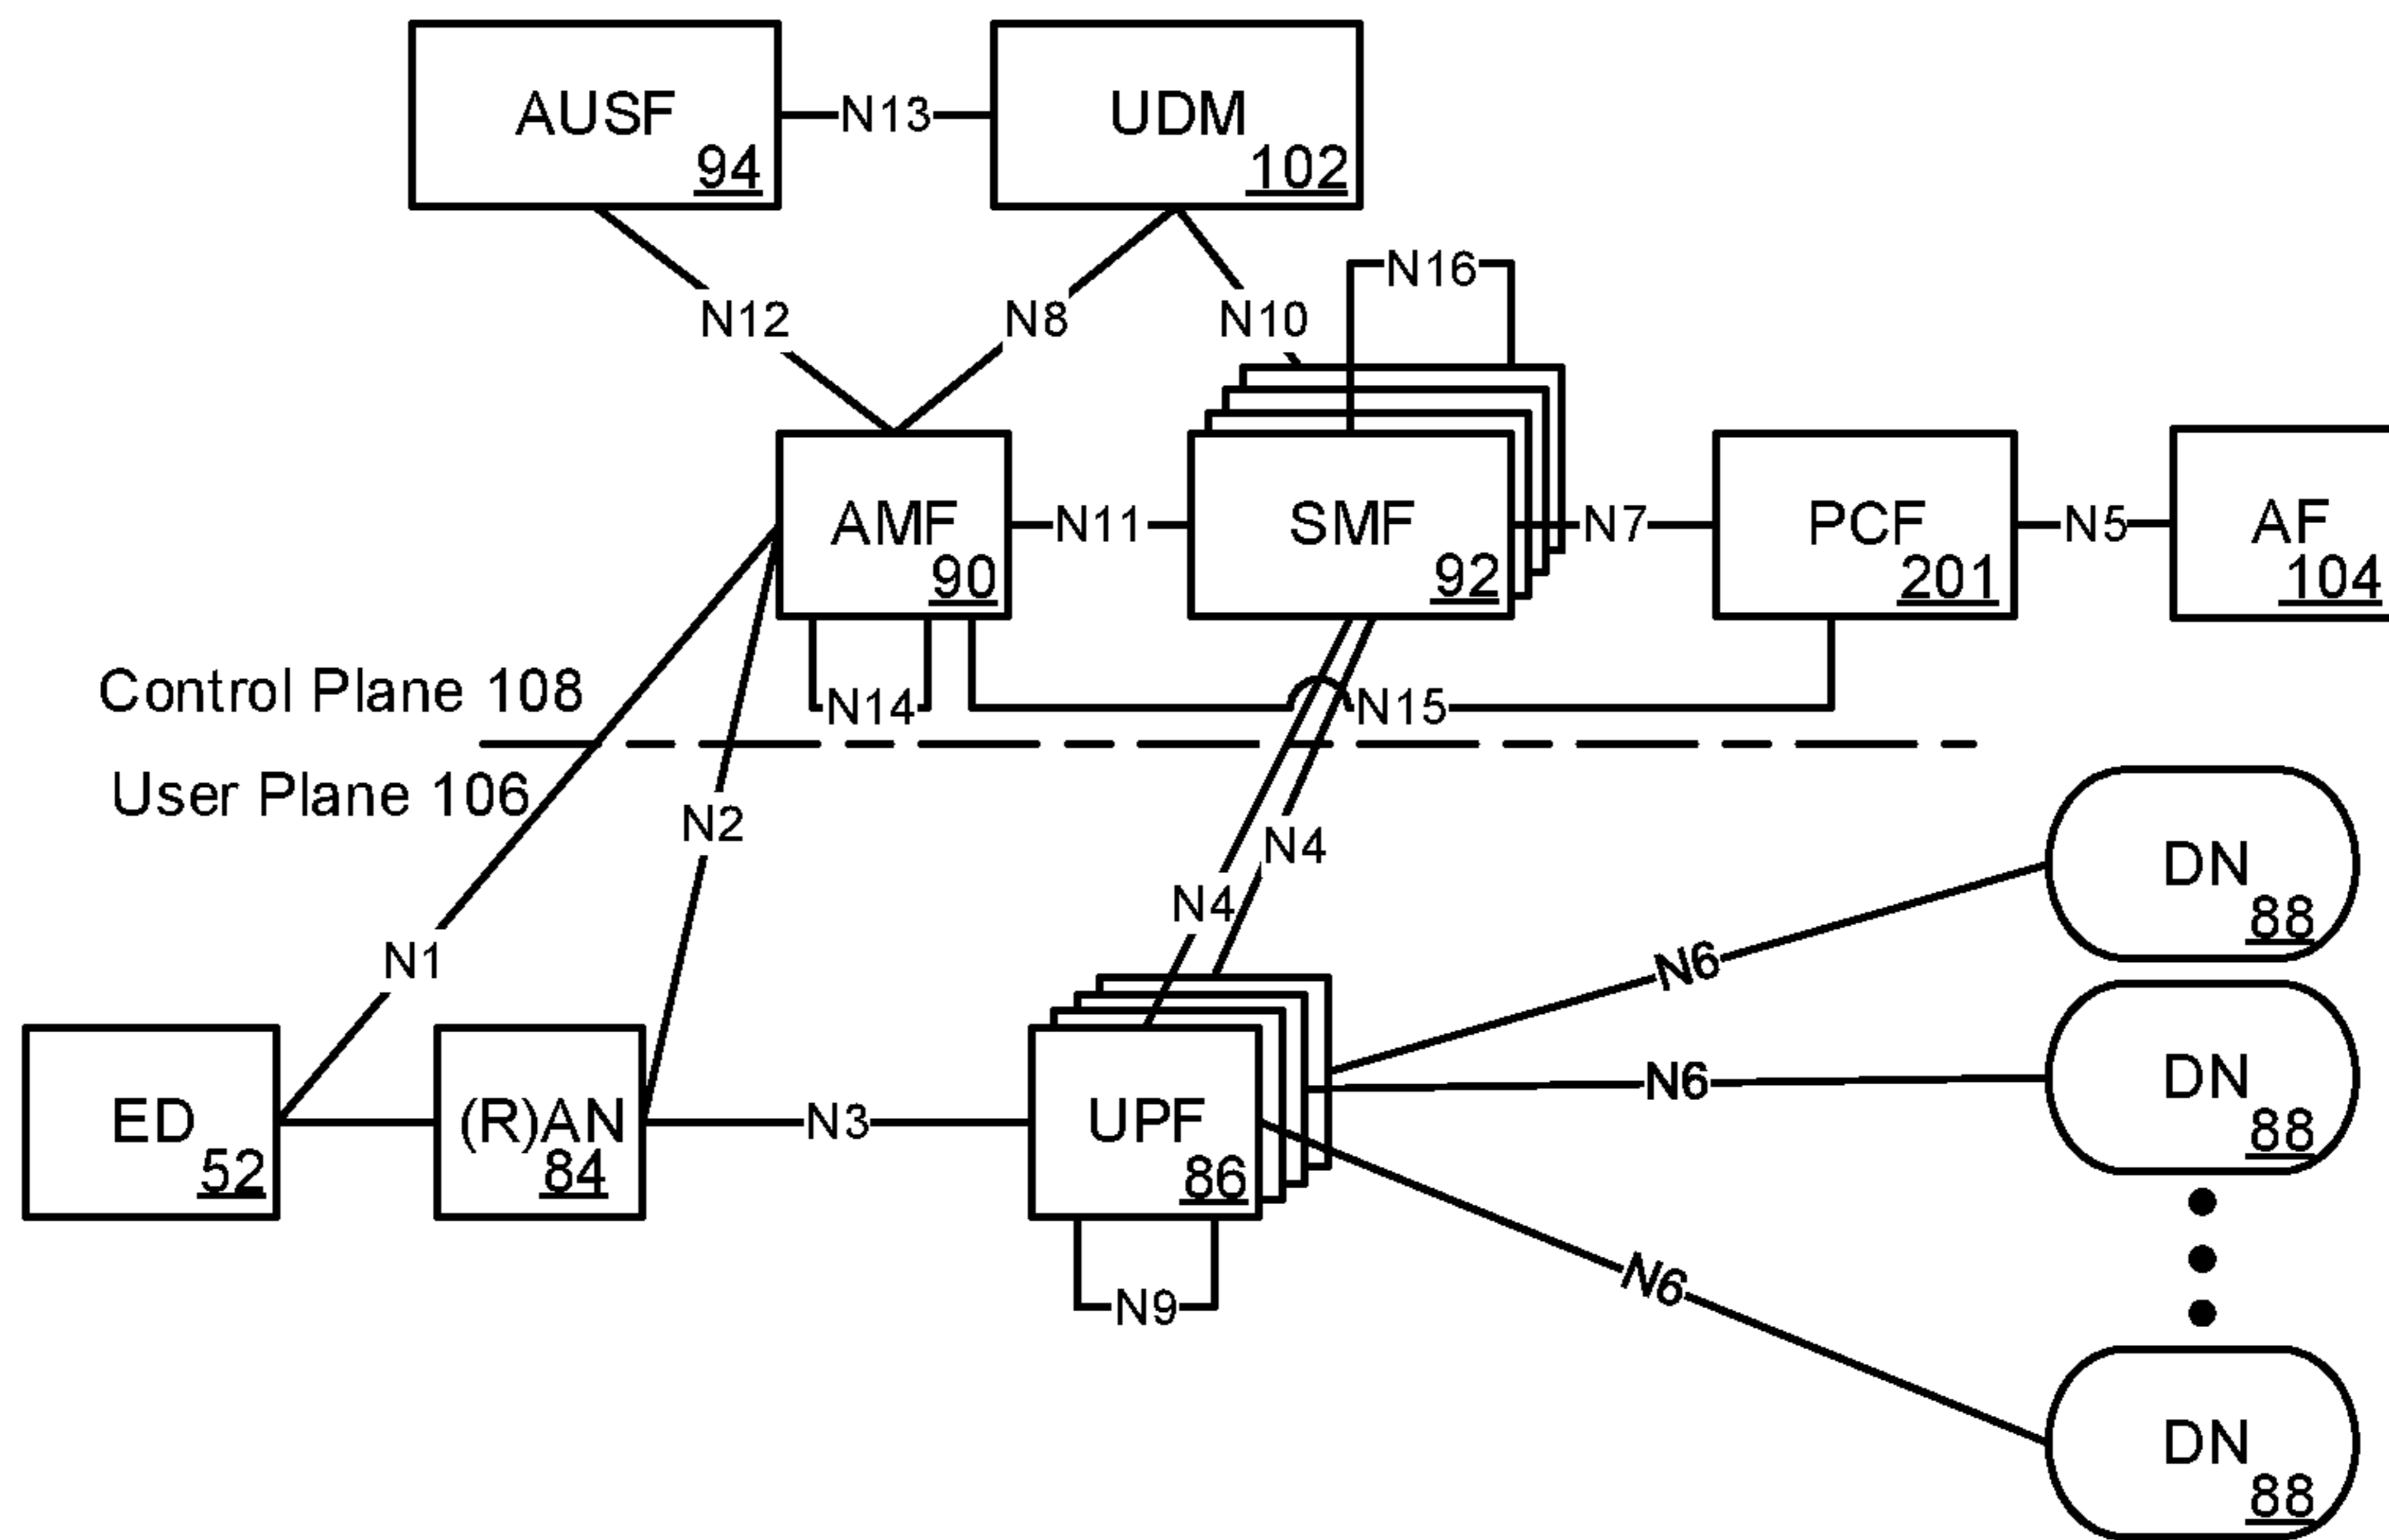 AUSF
94
N13
UDM
102
N12
N8
N10
N16
AMF
90
N11
SMF
92
N7
PCF
201
N5
AF
104
Control Plane 108
N14
N15
User Plane 106
N2
N4
N4
N1
ED
52
(R)AN
84
N3
UPF
86
N9
N6
N6
N6
DN
88
DN
88
DN
88